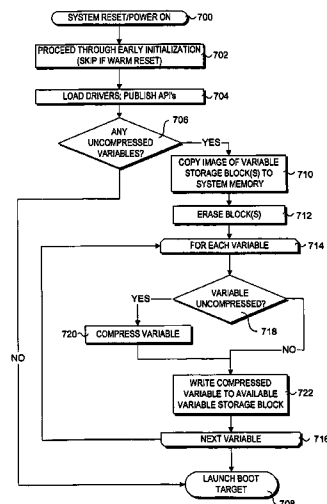 SYSTEM RESET/POWER ON
700
PROCEED THROUGH EARLY INITIALIZATION
(SKIP IF WARM RESET)
702
LOAD DRIVERS; PUBLISH API's
704
706
ANY
UNCOMPRESSED
VARIABLES?
YES
COPY IMAGE OF VARIABLE
STORAGE BLOCK(S) TO
SYSTEM MEMORY
710
ERASE BLOCK(S)
712
FOR EACH VARIABLE
714
YES
VARIABLE
UNCOMPRESSED?
718
720
COMPRESS VARIABLE
NO
NO
WRITE COMPRESSED
VARIABLE TO AVAILABLE
VARIABLE STORAGE BLOCK
722
NEXT VARIABLE
716
LAUNCH BOOT
TARGET
708